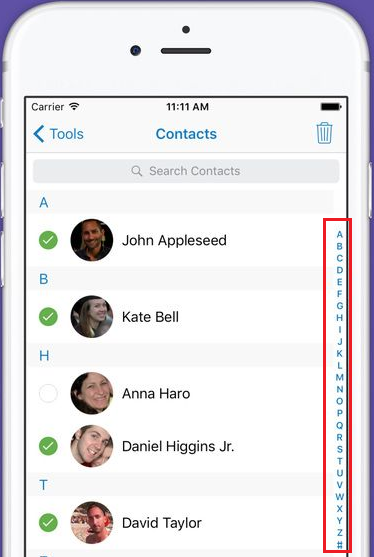 Carrier 11:11 AM
Tools Contacts
Search Contacts
A
John Appleseed
B
Kate Bell
H
Anna Haro
Daniel Higgins Jr.
T
David Taylor
A
B
C
D
E
F
G
H
I
J
K
L
M
N
O
P
Q
R
S
T
U
V
W
X
Y
Z
#